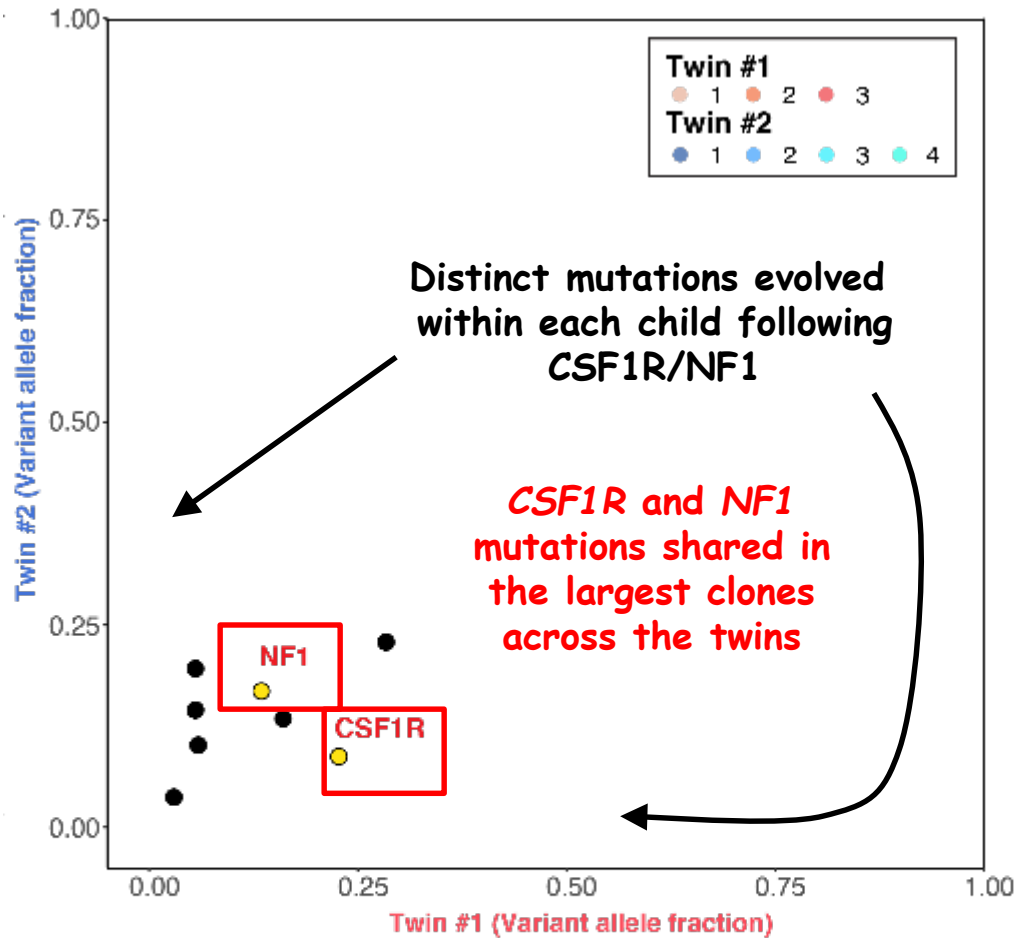 1.00
0.75
0.50
0.25
0.00
Twin #2 (Variant allele fraction)
Twin #1
1 2 3
Twin #2
1 2 3 4
Distinct mutations evolved
within each child following
CSF1R/NF1
CSF1R and NF1
mutations shared in
the largest clones
across the twins
NF1
CSF1R
0.00 0.25 0.50 0.75 1.00
Twin #1 (Variant allele fraction)